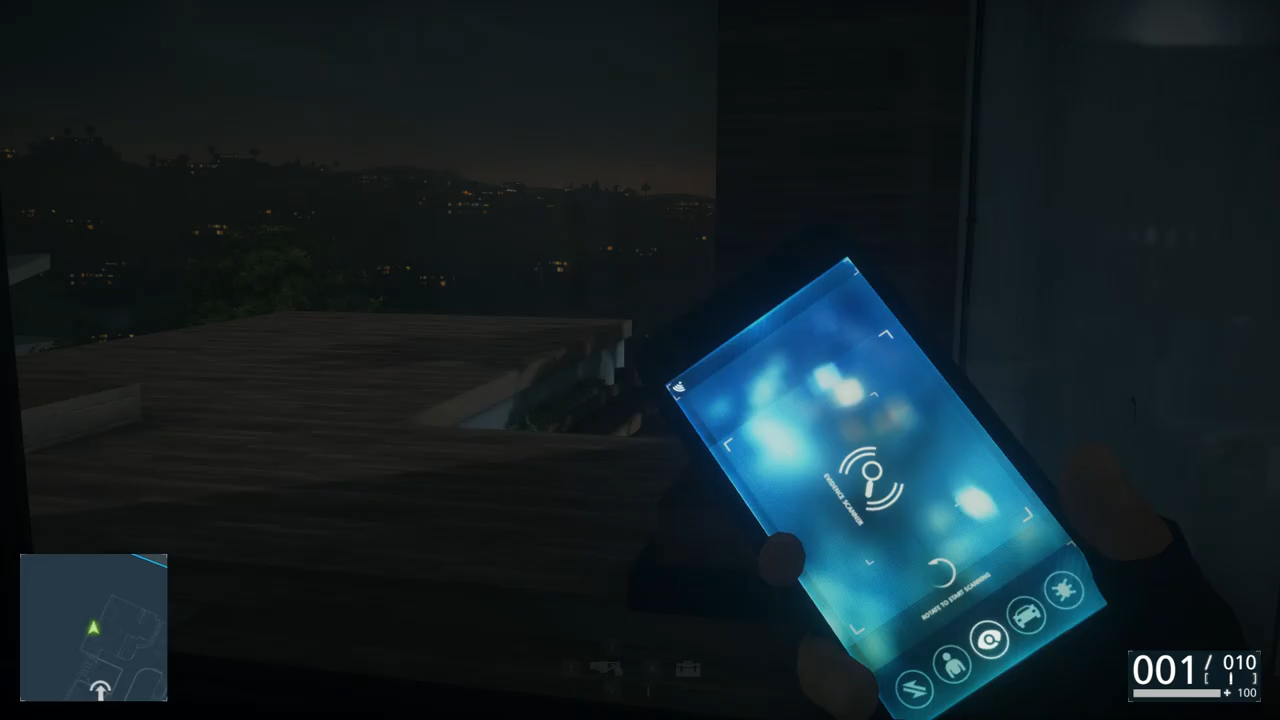 EVIDENCE SCANNER
ROTATE TO START SCANNING
001 / 010
+ 100